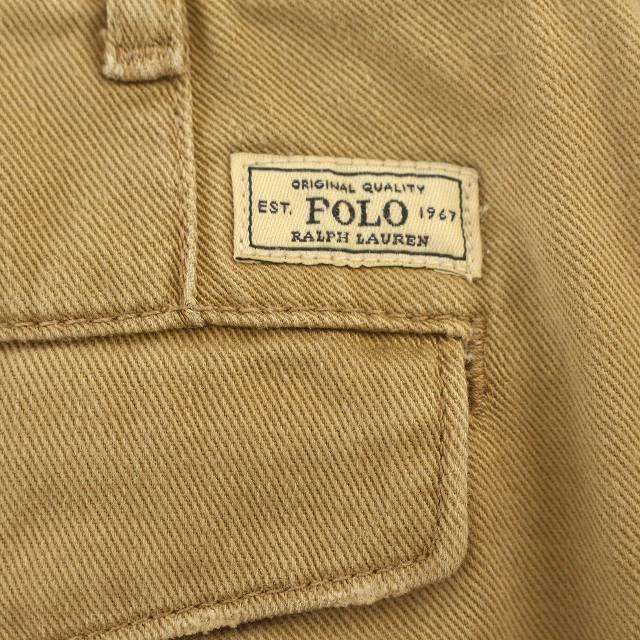 ORIGINAL QUALITY
EST. POLO 1967
RALPH LAUREN